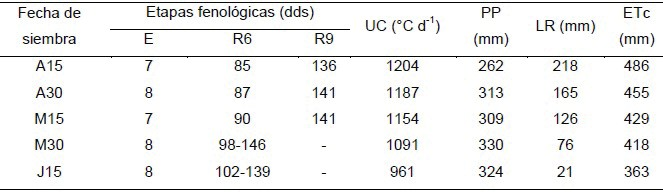 Fecha de siembra Etapas fenológicas (dds) UC (°C d-1) PP (mm) LR (mm) ETc (mm)
E R6 R9
A15 7 85 136 1204 262 218 486
A30 8 87 141 1187 313 165 455
M15 7 90 141 1154 309 126 429
M30 8 98-146 - 1091 330 76 418
J15 8 102-139 - 961 324 21 363